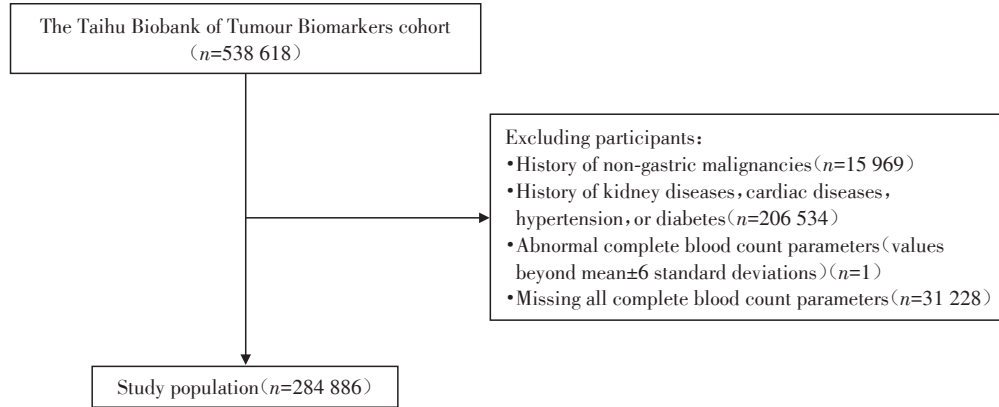 The Taihu Biobank of Tumour Biomarkers cohort
(n=538 618)
Excluding participants:
•History of non-gastric malignancies(n=15 969)
•History of kidney diseases,cardiac diseases,
hypertension,or diabetes(n=206 534)
•Abnormal complete blood count parameters(values
beyond mean±6 standard deviations)(n=1)
•Missing all complete blood count parameters(n=31 228)
Study population(n=284 886)